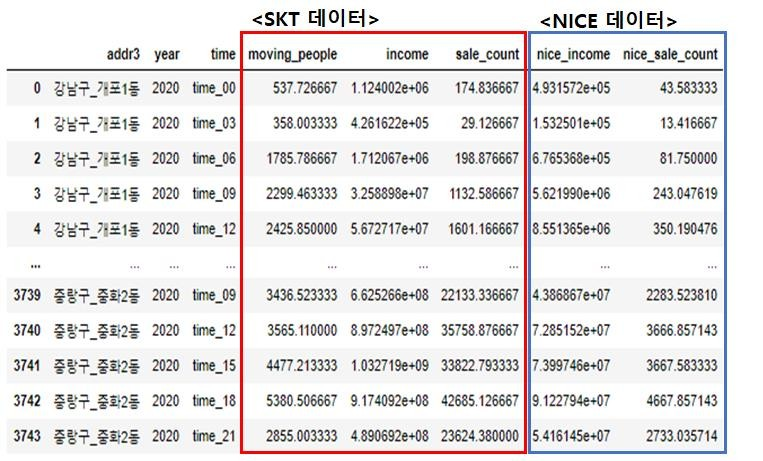 <SKT 데이터> <NICE 데이터>
addr3 year time moving_people income sale_count nice_income nice_sale_count
0 강남구_개포1동 2020 time_00 537.726667 1.124002e+06 174.836667 4.931572e+05 43.583333
1 강남구_개포1동 2020 time_03 358.003333 4.261622e+05 29.126667 1.532501e+05 13.416667
2 강남구_개포1동 2020 time_06 1785.786667 1.712067e+06 198.876667 6.765368e+05 81.750000
3 강남구_개포1동 2020 time_09 2299.463333 3.258898e+07 1132.586667 5.621990e+06 243.047619
4 강남구_개포1동 2020 time_12 2425.850000 5.672717e+07 1601.166667 8.551365e+06 350.190476
... ... ... ... ... ... ... ... ...
3739 중랑구_중화2동 2020 time_09 3436.523333 6.625266e+08 22133.336667 4.386867e+07 2283.523810
3740 중랑구_중화2동 2020 time_12 3565.110000 8.972497e+08 35758.876667 7.285152e+07 3666.857143
3741 중랑구_중화2동 2020 time_15 4477.213333 1.032719e+09 33822.793333 7.399746e+07 3667.583333
3742 중랑구_중화2동 2020 time_18 5380.506667 9.174092e+08 42685.126667 9.122794e+07 4667.857143
3743 중랑구_중화2동 2020 time_21 2855.003333 4.890692e+08 23624.380000 5.416145e+07 2733.035714